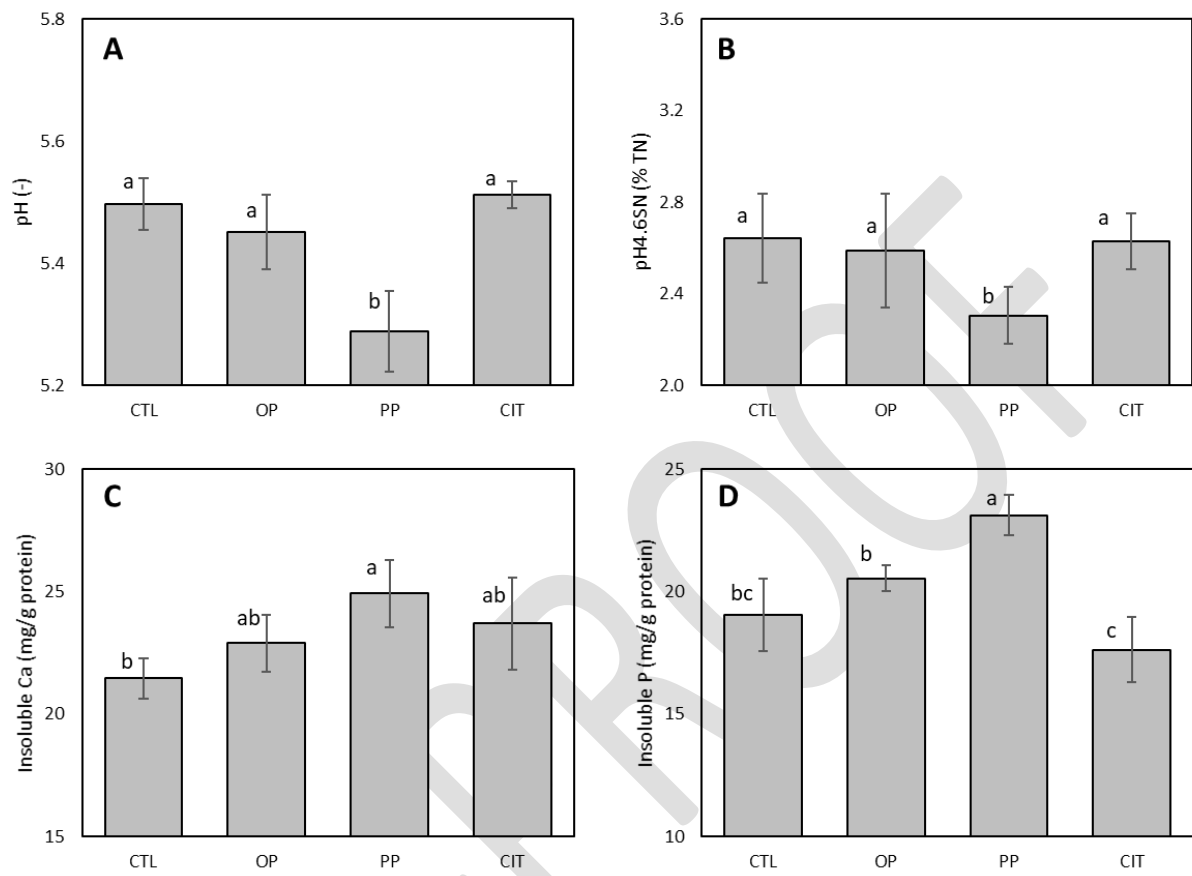 A
pH (-)
5.8
5.6
5.4
5.2
a
a
b
a
CTL OP PP CIT
B
pH4.6SN (% TN)
3.6
3.2
2.8
2.4
2.0
a
a
b
a
CTL OP PP CIT
C
Insoluble Ca (mg/g protein)
30
25
20
15
b
ab
a
ab
CTL OP PP CIT
D
Insoluble P (mg/g protein)
25
20
15
10
bc
b
a
c
CTL OP PP CIT
PROOF